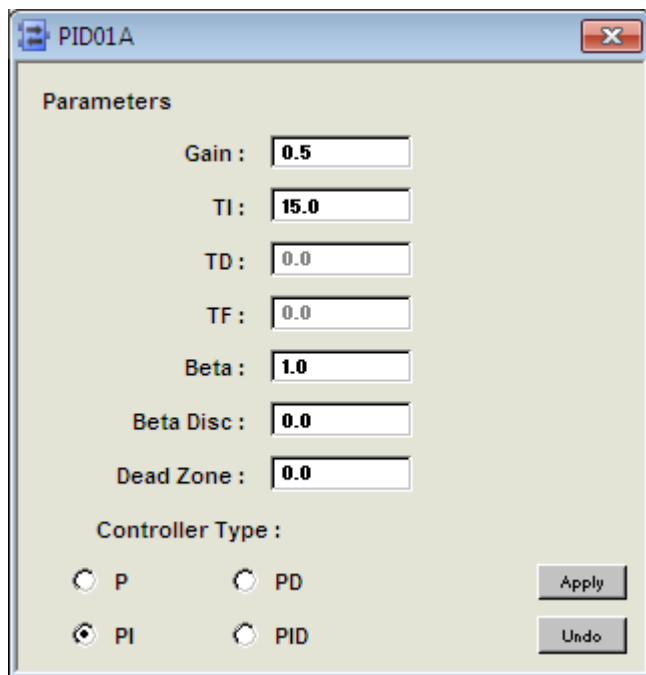 PID01A
Parameters
Gain : 0.5
TI : 15.0
TD : 0.0
TF : 0.0
Beta : 1.0
Beta Disc : 0.0
Dead Zone : 0.0
Controller Type :
P PD Apply
PI PID Undo